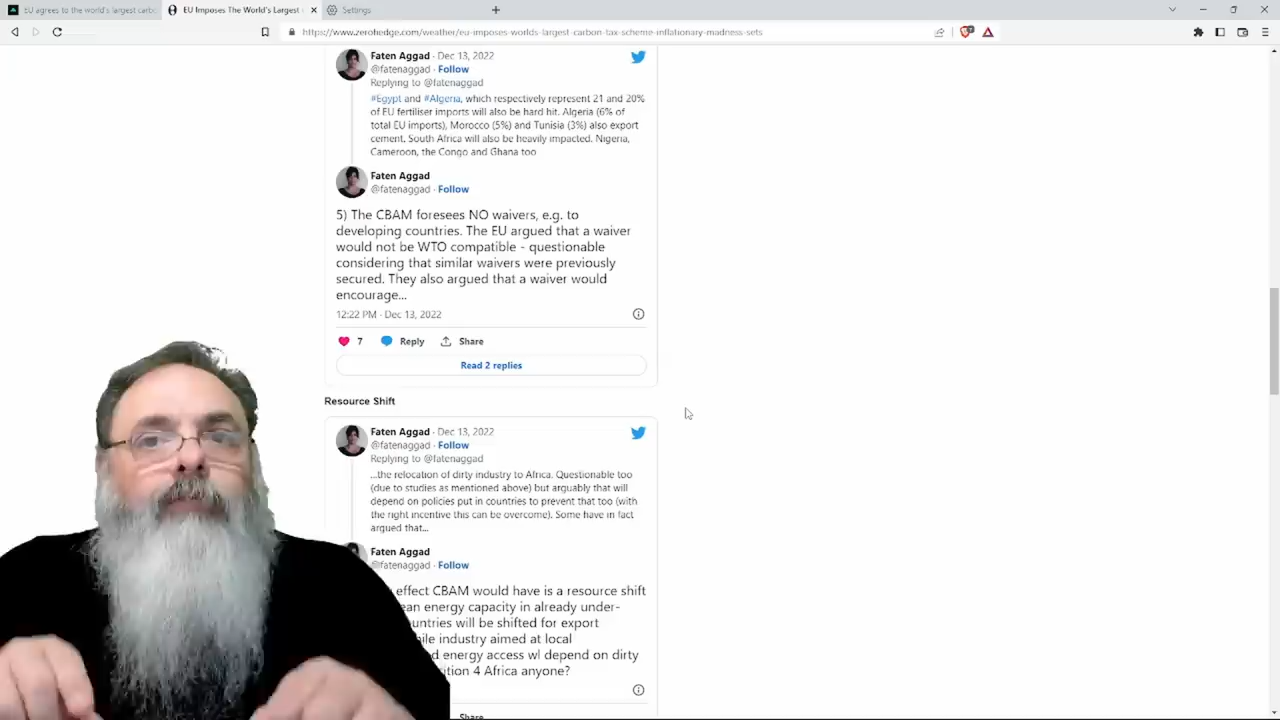 EU agrees to the world's largest carbo
EU Imposes The World's Largest
Settings
https://www.zerohedge.com/weather/eu-imposes-worlds-largest-carbon-tax-scheme-inflationary-madness-sets
Faten Aggad · Dec 13, 2022
@fatenaggad · Follow
Replying to @fatenaggad
#Egypt and #Algeria, which respectively represent 21 and 20%
of EU fertiliser imports will also be hard hit. Algeria (6% of
total EU imports), Morocco (5%) and Tunisia (3%) also export
cement. South Africa will also be heavily impacted. Nigeria,
Cameroon, the Congo and Ghana too
Faten Aggad
@fatenaggad · Follow
5) The CBAM foresees NO waivers, e.g. to
developing countries. The EU argued that a waiver
would not be WTO compatible - questionable
considering that similar waivers were previously
secured. They also argued that a waiver would
encourage...
12:22 PM · Dec 13, 2022
7 Reply Share
Read 2 replies
Resource Shift
Faten Aggad · Dec 13, 2022
@fatenaggad · Follow
Replying to @fatenaggad
...the relocation of dirty industry to Africa. Questionable too
(due to studies as mentioned above) but arguably that will
depend on policies put in countries to prevent that too (with
the right incentive this can be overcome). Some have in fact
argued that...
Faten Aggad
@fatenaggad · Follow
effect CBAM would have is a resource shift
ean energy capacity in already under-
untries will be shifted for export
ile industry aimed at local
d energy access wl depend on dirty
ition 4 Africa anyone?
Share